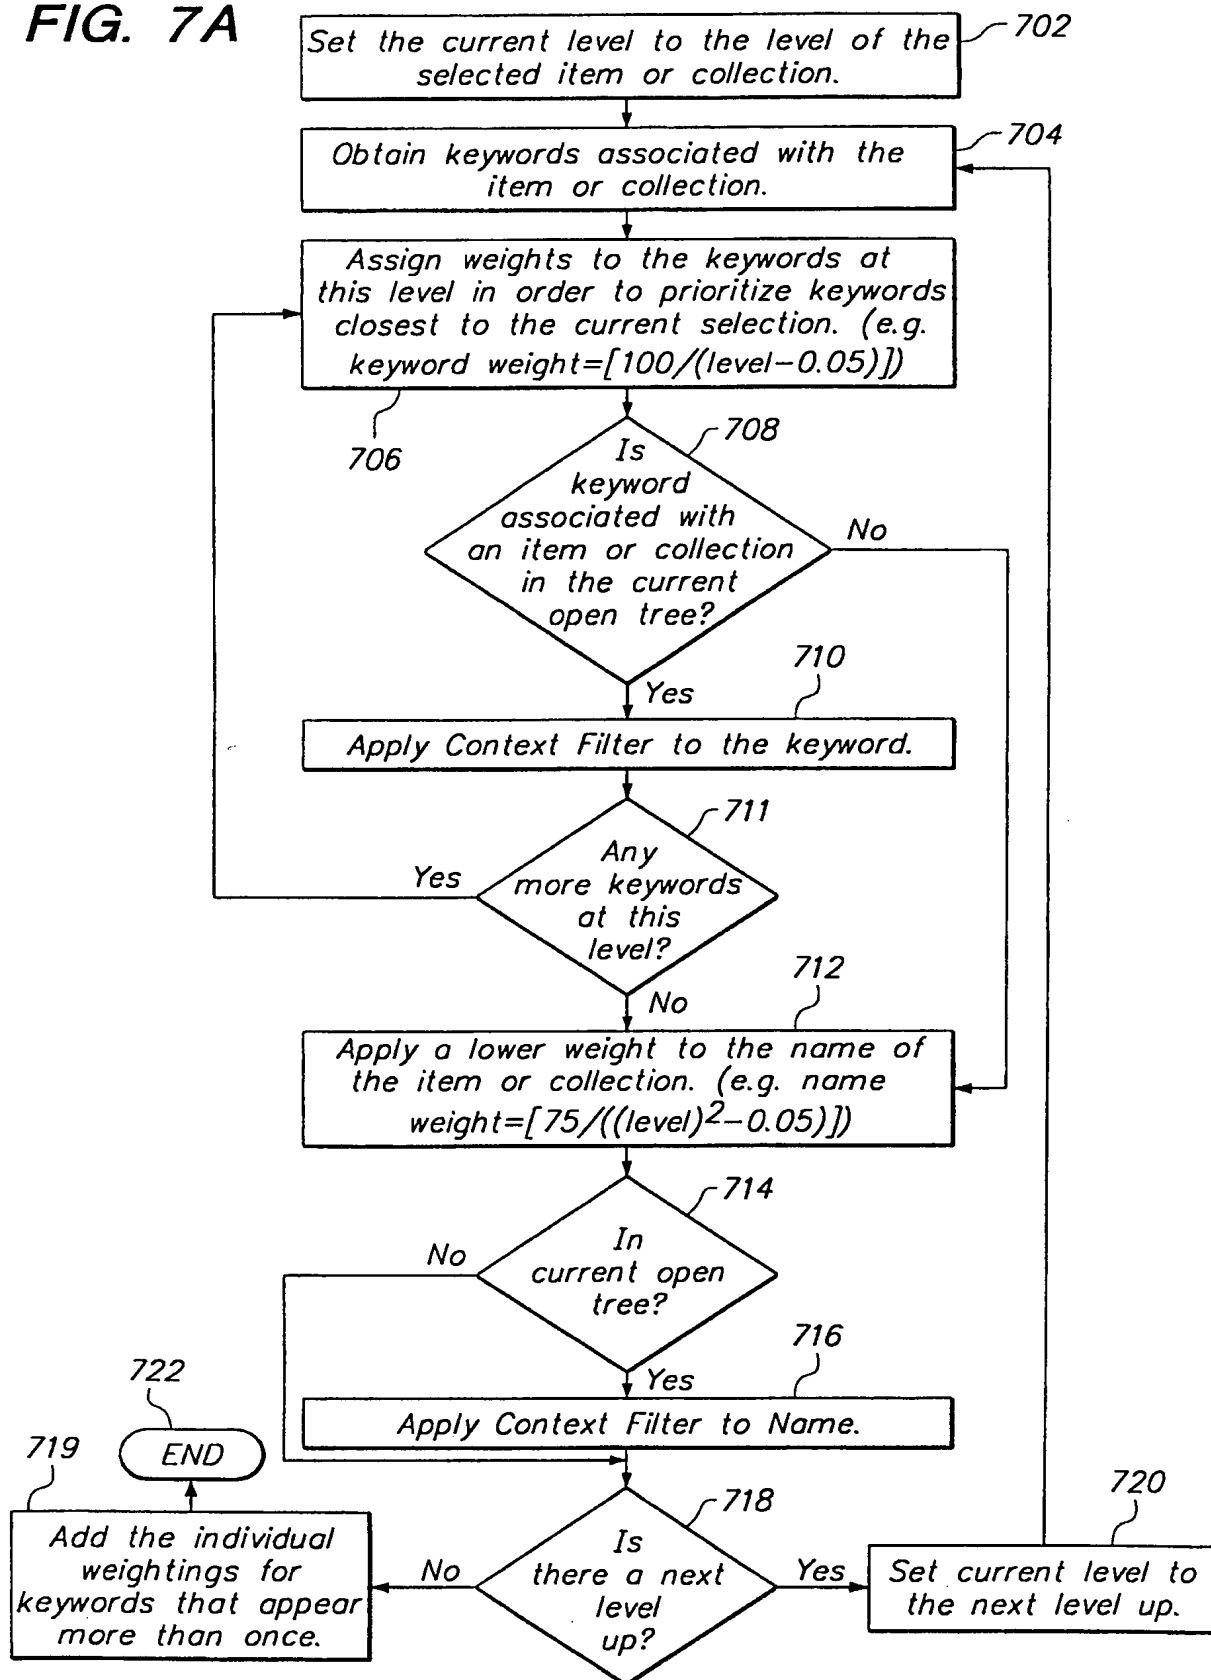 FIG. 7A
Set the current level to the level of the
selected item or collection.
702
Obtain keywords associated with the
item or collection.
704
Assign weights to the keywords at
this level in order to prioritize keywords
closest to the current selection. (e.g.
keyword weight=[100/(level-0.05)])
706
708
Is
keyword
associated with
an item or collection
in the current
open tree?
No
Yes
710
Apply Context Filter to the keyword.
711
Any
more keywords
at this
level?
Yes
No
712
Apply a lower weight to the name of
the item or collection. (e.g. name
weight=[75/((level)²-0.05)])
714
In
current open
tree?
No
Yes
716
Apply Context Filter to Name.
722
END
719
Add the individual
weightings for
keywords that appear
more than once.
718
Is
there a next
level
up?
No
Yes
720
Set current level to
the next level up.